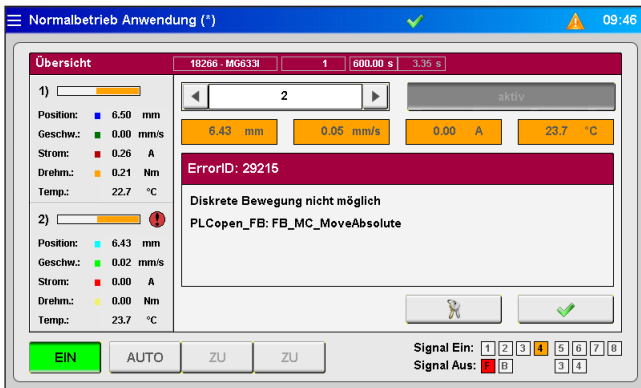 Normalbetrieb Anwendung (*) 09:46
Übersicht 18266 - MG633I 1 600.00 s 3.35 s
1)
Position: 6.50 mm
Geschw.: 0.00 mm/s
Strom: 0.26 A
Drehm.: 0.21 Nm
Temp.: 22.7 °C
2)
Position: 6.43 mm
Geschw.: 0.02 mm/s
Strom: 0.00 A
Drehm.: 0.00 Nm
Temp.: 23.7 °C
2 aktiv
6.43 mm 0.05 mm/s 0.00 A 23.7 °C
ErrorID: 29215
Diskrete Bewegung nicht möglich
PLCopen_FB: FB_MC_MoveAbsolute
EIN AUTO ZU ZU
Signal Ein: 1 2 3 4 5 6 7 8
Signal Aus: F B 3 4